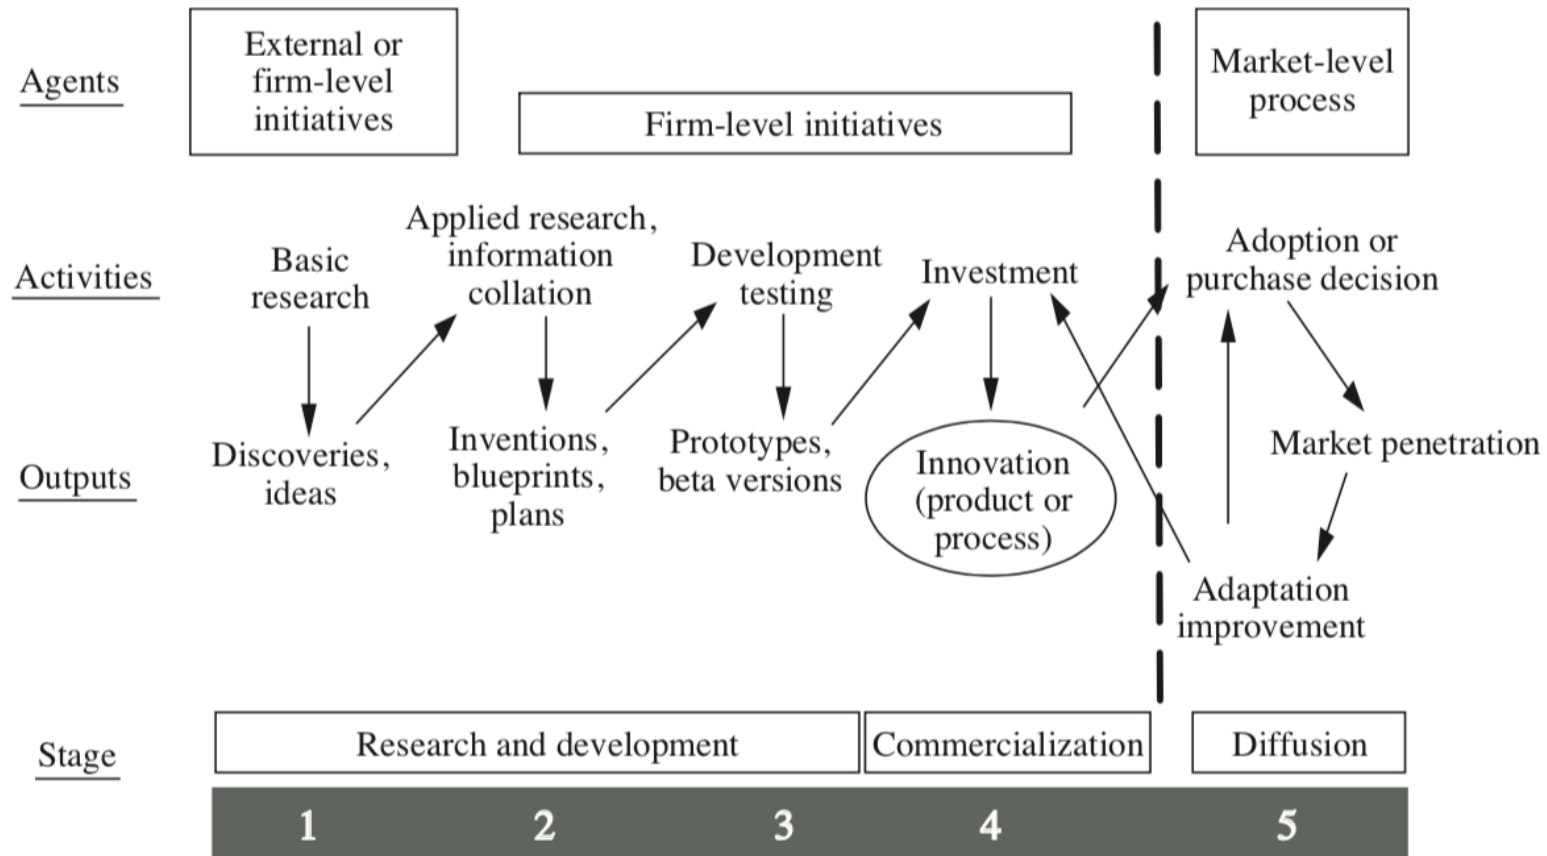 Agents
External or
firm-level
initiatives
Firm-level initiatives
Market-level
process
Activities
Basic
research
Applied research,
information
collation
Development
testing
Investment
Adoption or
purchase decision
Outputs
Discoveries,
ideas
Inventions,
blueprints,
plans
Prototypes,
beta versions
Innovation
(product or
process)
Market penetration
Adaptation
improvement
Stage
Research and development
Commercialization
Diffusion
1 2 3 4 5